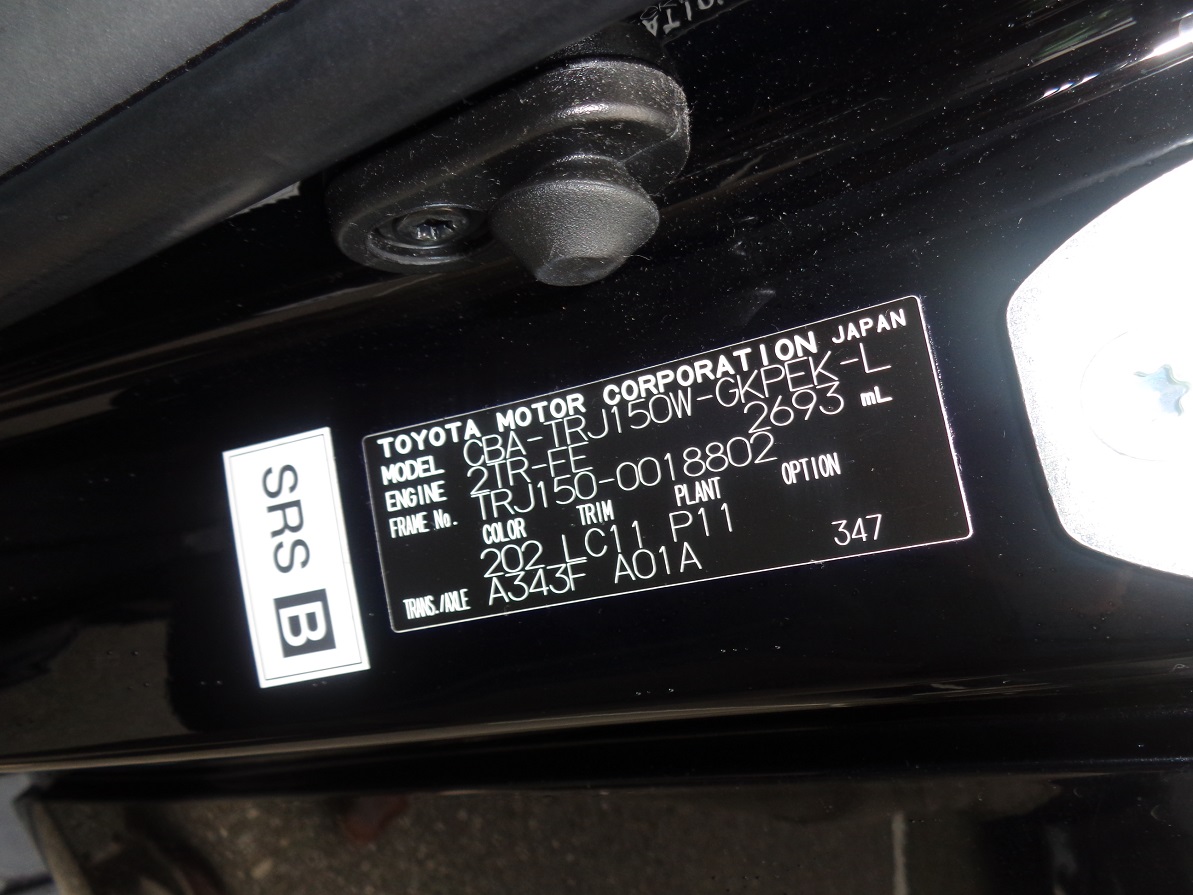 TOYOTA MOTOR CORPORATION JAPAN
MODEL CBA-TRJ150W-GKPEK-L
ENGINE 2TR-FE 2693 mL
FRAME No. TRJ150-0018802
COLOR TRIM PLANT OPTION
202 LC11 P11
TRANS./AXLE A343F A01A 347
SRS B